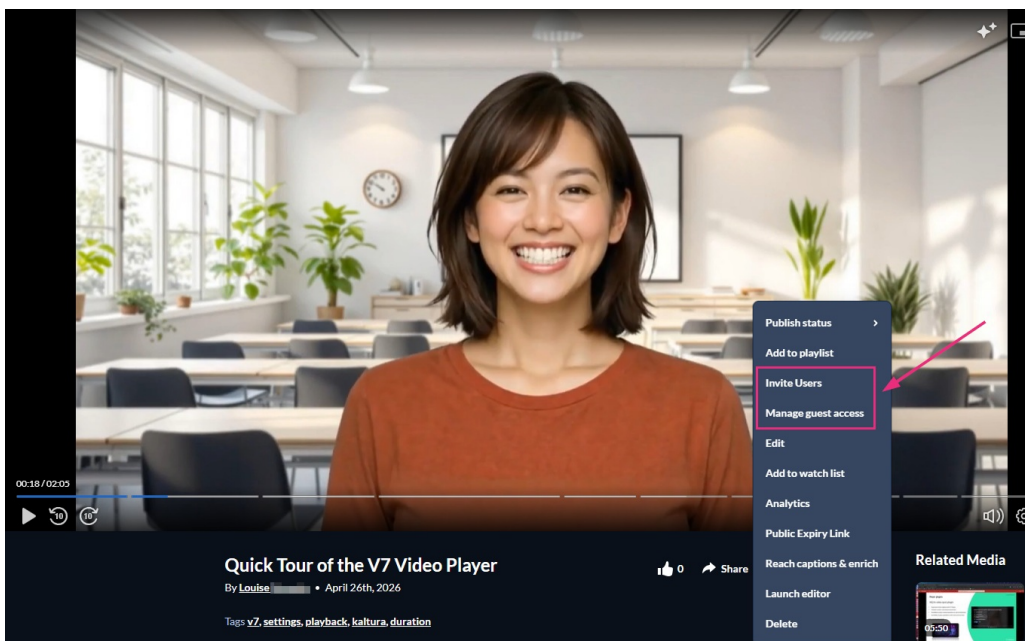 Publish status
Add to playlist
Invite Users
Manage guest access
Edit
Add to watch list
Analytics
Public Expiry Link
Reach captions & enrich
Launch editor
Delete
00:18 / 02:05
10
10
Quick Tour of the V7 Video Player
By Louise • April 26th, 2026
Tags v7, settings, playback, kaltura, duration
0
Share
Related Media
05:50